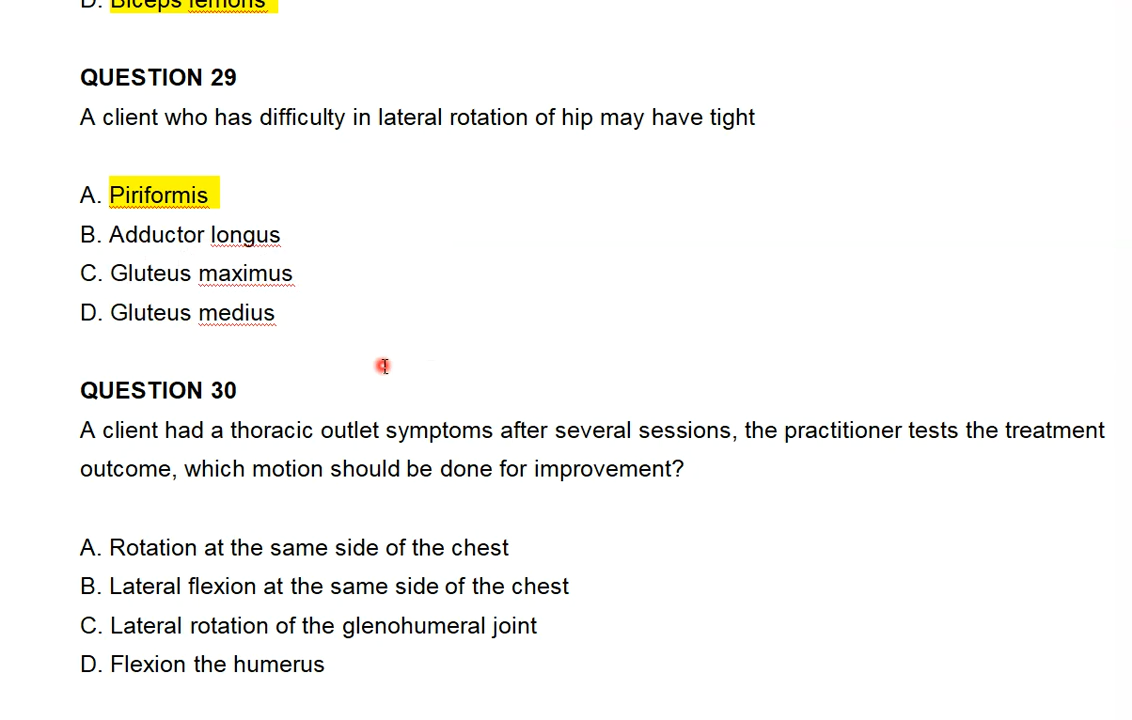 D. Biceps femoris
QUESTION 29
A client who has difficulty in lateral rotation of hip may have tight
A. Piriformis
B. Adductor longus
C. Gluteus maximus
D. Gluteus medius
QUESTION 30
A client had a thoracic outlet symptoms after several sessions, the practitioner tests the treatment
outcome, which motion should be done for improvement?
A. Rotation at the same side of the chest
B. Lateral flexion at the same side of the chest
C. Lateral rotation of the glenohumeral joint
D. Flexion the humerus